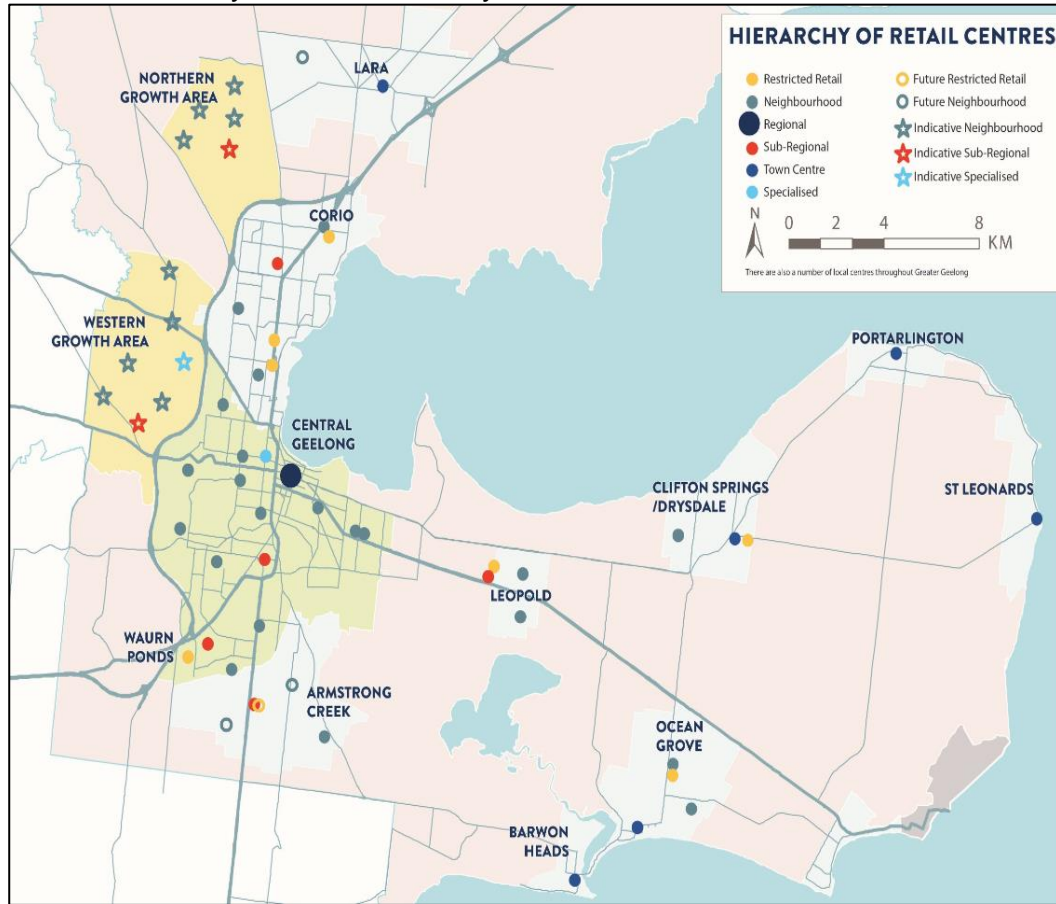 HIERARCHY OF RETAIL CENTRES
Restricted Retail
Neighbourhood
Regional
Sub-Regional
Town Centre
Specialised
Future Restricted Retail
Future Neighbourhood
Indicative Neighbourhood
Indicative Sub-Regional
Indicative Specialised
N
0 2 4 8
KM
There are also a number of local centres throughout Greater Geelong
NORTHERN
GROWTH AREA
LARA
CORIO
WESTERN
GROWTH AREA
PORTARLINGTON
CENTRAL
GEELONG
CLIFTON SPRINGS
/DRYSDALE
ST LEONARDS
LEOPOLD
WAURN
PONDS
ARMSTRONG
CREEK
OCEAN
GROVE
BARWON
HEADS